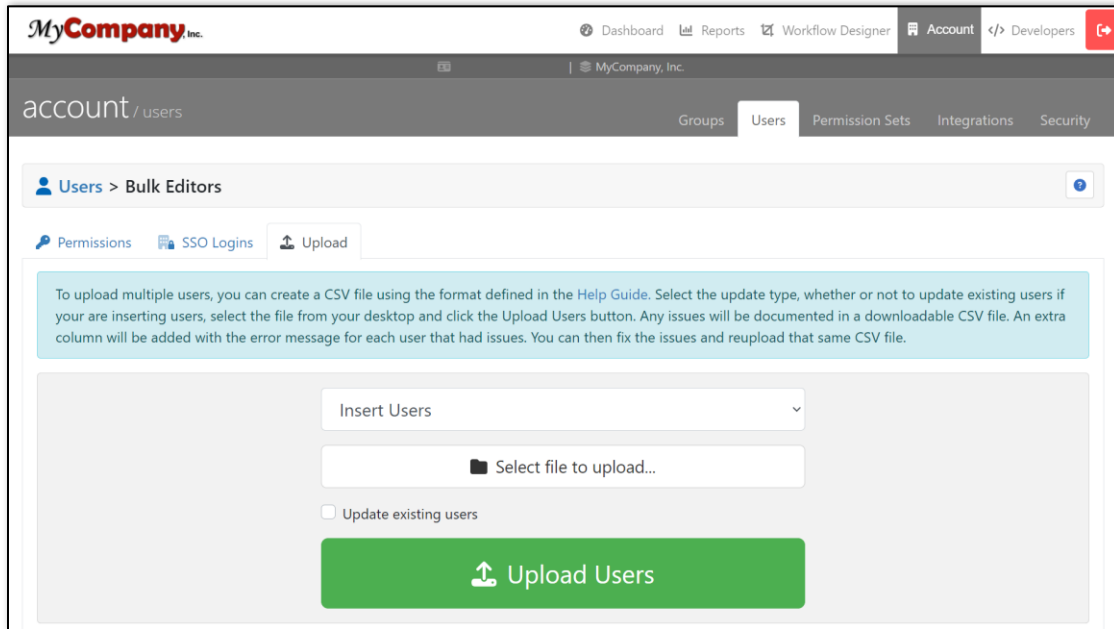 MyCompany, Inc.
Dashboard Reports Workflow Designer Account </> Developers
| MyCompany, Inc.
account / users
Groups Users Permission Sets Integrations Security
Users > Bulk Editors
Permissions SSO Logins Upload
To upload multiple users, you can create a CSV file using the format defined in the Help Guide. Select the update type, whether or not to update existing users if
your are inserting users, select the file from your desktop and click the Upload Users button. Any issues will be documented in a downloadable CSV file. An extra
column will be added with the error message for each user that had issues. You can then fix the issues and reupload that same CSV file.
Insert Users
Select file to upload...
Update existing users
Upload Users